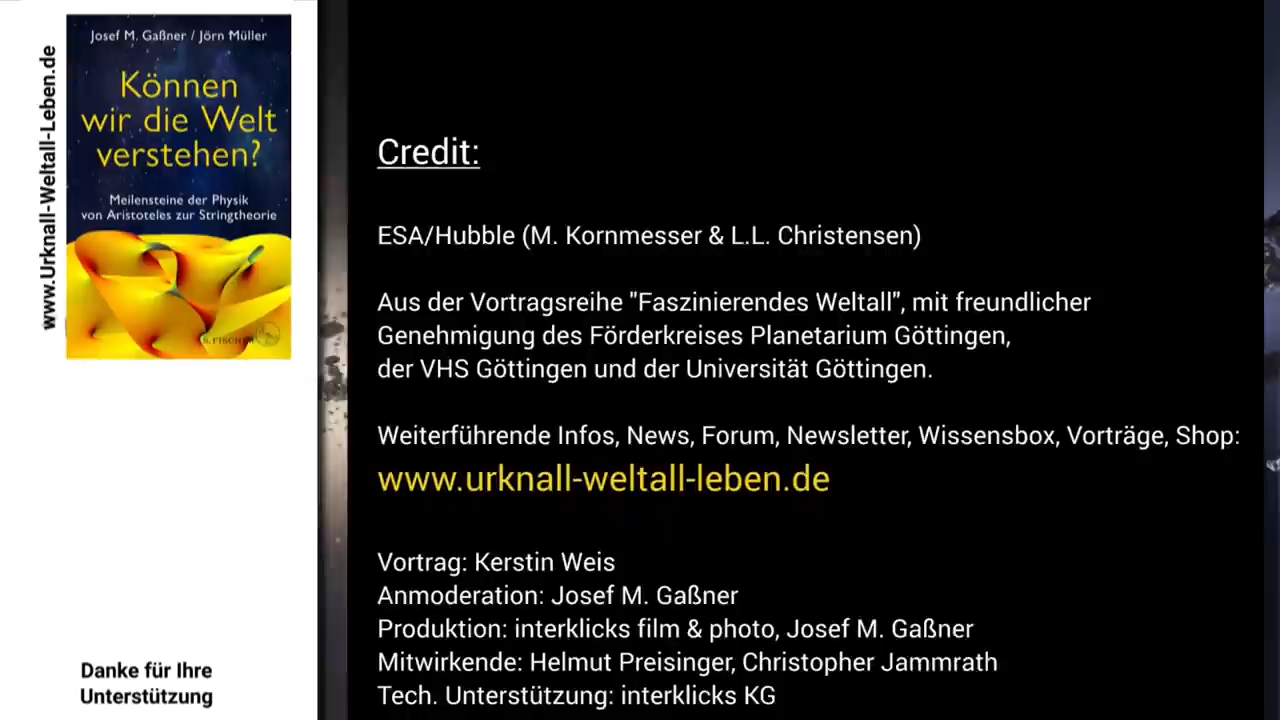 www.Urknall-Weltall-Leben.de
Josef M. Gaßner / Jörn Müller
Können
wir die Welt
verstehen?
Meilensteine der Physik
von Aristoteles zur Stringtheorie
S. FISCHER
Danke für Ihre
Unterstützung
Credit:
ESA/Hubble (M. Kornmesser & L.L. Christensen)
Aus der Vortragsreihe "Faszinierendes Weltall", mit freundlicher
Genehmigung des Förderkreises Planetarium Göttingen,
der VHS Göttingen und der Universität Göttingen.
Weiterführende Infos, News, Forum, Newsletter, Wissensbox, Vorträge, Shop:
www.urknall-weltall-leben.de
Vortrag: Kerstin Weis
Anmoderation: Josef M. Gaßner
Produktion: interklicks film & photo, Josef M. Gaßner
Mitwirkende: Helmut Preisinger, Christopher Jammrath
Tech. Unterstützung: interklicks KG